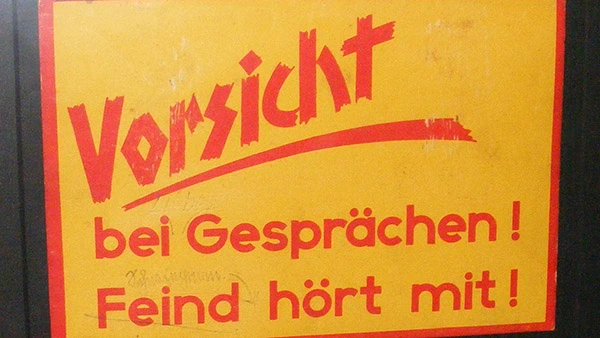 Vorsicht
bei Gesprächen!
Feind hört mit!